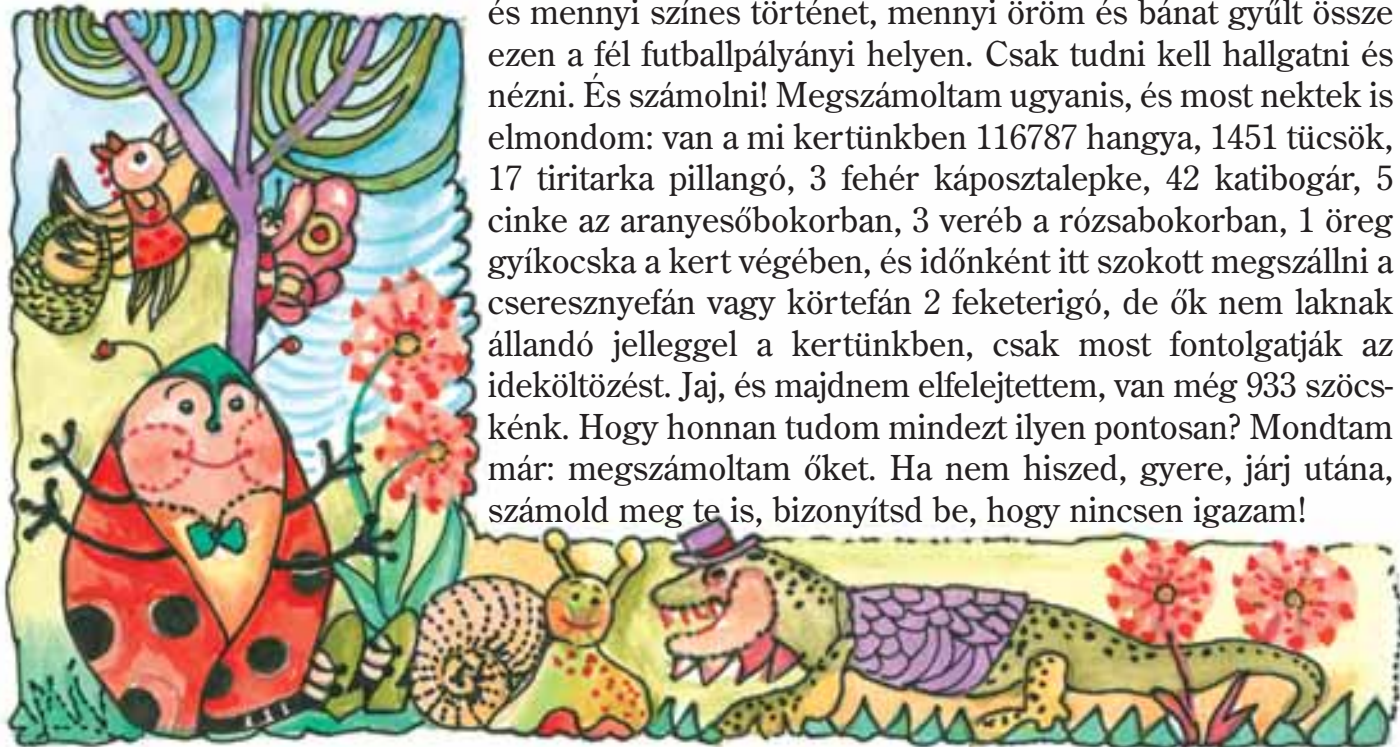 és mennyi színes történet, mennyi öröm és bánat gyűlt össze
ezen a fél futballpályányi helyen. Csak tudni kell hallgatni és
nézni. És számolni! Megszámoltam ugyanis, és most nektek is
elmondom: van a mi kertünkben 116787 hangya, 1451 tücsök,
17 tiritarka pillangó, 3 fehér káposztalepke, 42 katibogár, 5
cinke az aranyesőbokorban, 3 veréb a rózsabokorban, 1 öreg
gyíkocska a kert végében, és időnként itt szokott megszállni a
cseresznyefán vagy körtefán 2 feketerigó, de ők nem laknak
állandó jelleggel a kertünkben, csak most fontolgatják az
ideköltözést. Jaj, és majdnem elfelejtettem, van még 933 szöcs-
kénk. Hogy honnan tudom mindezt ilyen pontosan? Mondtam
már: megszámoltam őket. Ha nem hiszed, gyere, járj utána,
számold meg te is, bizonyítsd be, hogy nincsen igazam!